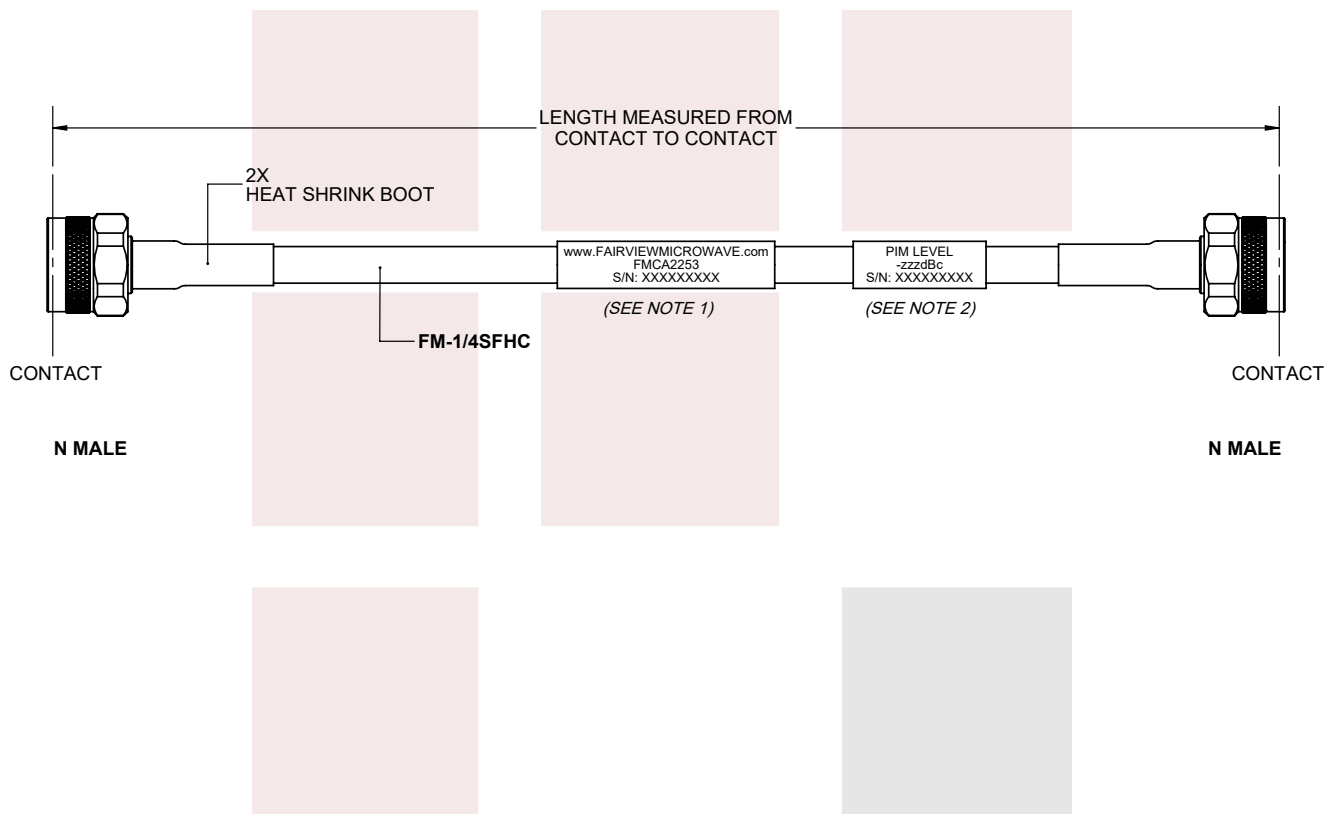 LENGTH MEASURED FROM
CONTACT TO CONTACT
2X
HEAT SHRINK BOOT
www.FAIRVIEWMICROWAVE.com
FMCA2253
S/N: XXXXXXXXX
PIM LEVEL
-zzzdBc
S/N: XXXXXXXXX
(SEE NOTE 1)
(SEE NOTE 2)
FM-1/4SFHC
CONTACT
CONTACT
N MALE
N MALE